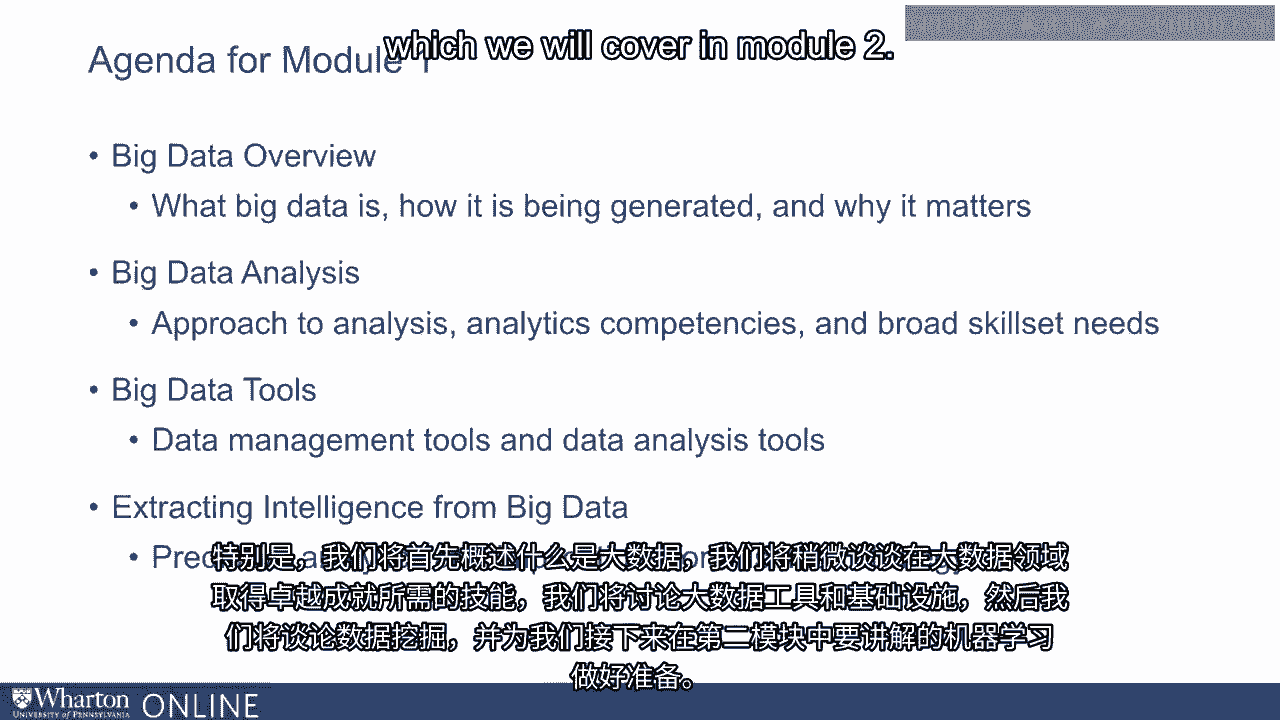 which we will cover in module 2.
Agenda for Module 1
• Big Data Overview
• What big data is, how it is being generated, and why it matters
• Big Data Analysis
• Approach to analysis, analytics competencies, and broad skillset needs
• Big Data Tools
• Data management tools and data analysis tools
• Extracting Intelligence from Big Data
•
特别是，我们将首先概述什么是大数据，我们将稍微谈谈在大数据领域
取得卓越成就所需的技能，我们将讨论大数据工具和基础设施，然后我
们将谈论数据挖掘，并为我们接下来在第二模块中要讲解的机器学习
做好准备。
Wharton ONLINE
UNIVERSITY of PENNSYLVANIA